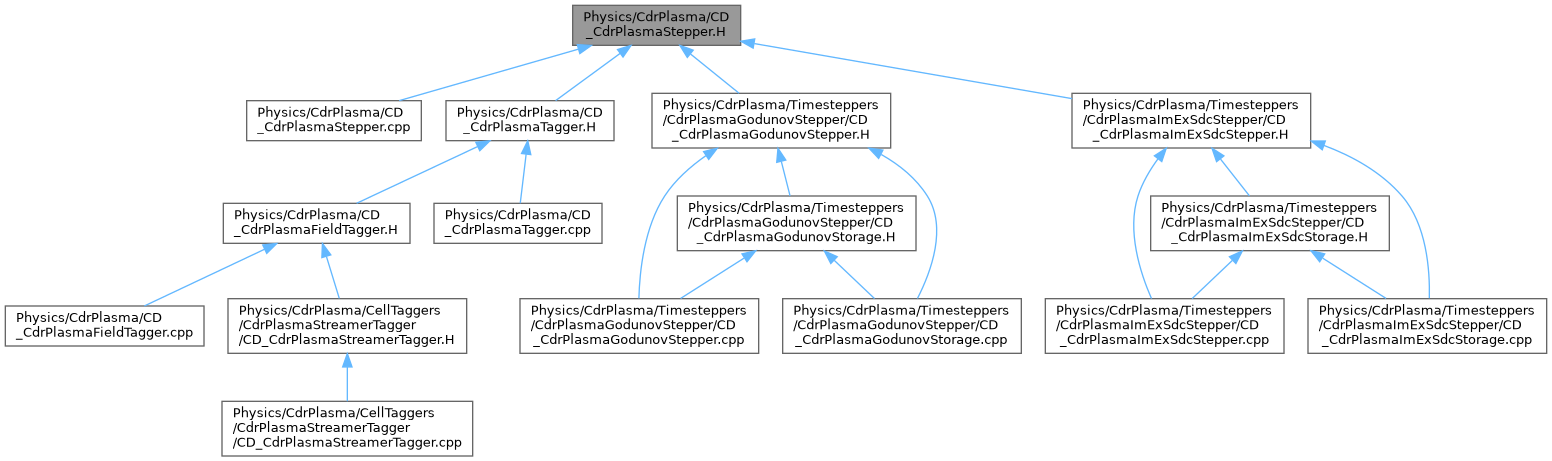 Physics/CdrPlasma/CD
_CdrPlasmaStepper.H
Physics/CdrPlasma/CD
_CdrPlasmaStepper.cpp
Physics/CdrPlasma/CD
_CdrPlasmaTagger.H
Physics/CdrPlasma/Timesteppers
/CdrPlasmaGodunovStepper/CD
_CdrPlasmaGodunovStepper.H
Physics/CdrPlasma/Timesteppers
/CdrPlasmaImExSdcStepper/CD
_CdrPlasmaImExSdcStepper.H
Physics/CdrPlasma/CD
_CdrPlasmaFieldTagger.H
Physics/CdrPlasma/CD
_CdrPlasmaTagger.cpp
Physics/CdrPlasma/Timesteppers
/CdrPlasmaGodunovStepper/CD
_CdrPlasmaGodunovStorage.H
Physics/CdrPlasma/Timesteppers
/CdrPlasmaImExSdcStepper/CD
_CdrPlasmaImExSdcStorage.H
Physics/CdrPlasma/CD
_CdrPlasmaFieldTagger.cpp
Physics/CdrPlasma/CellTaggers
/CdrPlasmaStreamerTagger
/CD_CdrPlasmaStreamerTagger.H
Physics/CdrPlasma/Timesteppers
/CdrPlasmaGodunovStepper/CD
_CdrPlasmaGodunovStepper.cpp
Physics/CdrPlasma/Timesteppers
/CdrPlasmaGodunovStepper/CD
_CdrPlasmaGodunovStorage.cpp
Physics/CdrPlasma/Timesteppers
/CdrPlasmaImExSdcStepper/CD
_CdrPlasmaImExSdcStepper.cpp
Physics/CdrPlasma/Timesteppers
/CdrPlasmaImExSdcStepper/CD
_CdrPlasmaImExSdcStorage.cpp
Physics/CdrPlasma/CellTaggers
/CdrPlasmaStreamerTagger
/CD_CdrPlasmaStreamerTagger.cpp